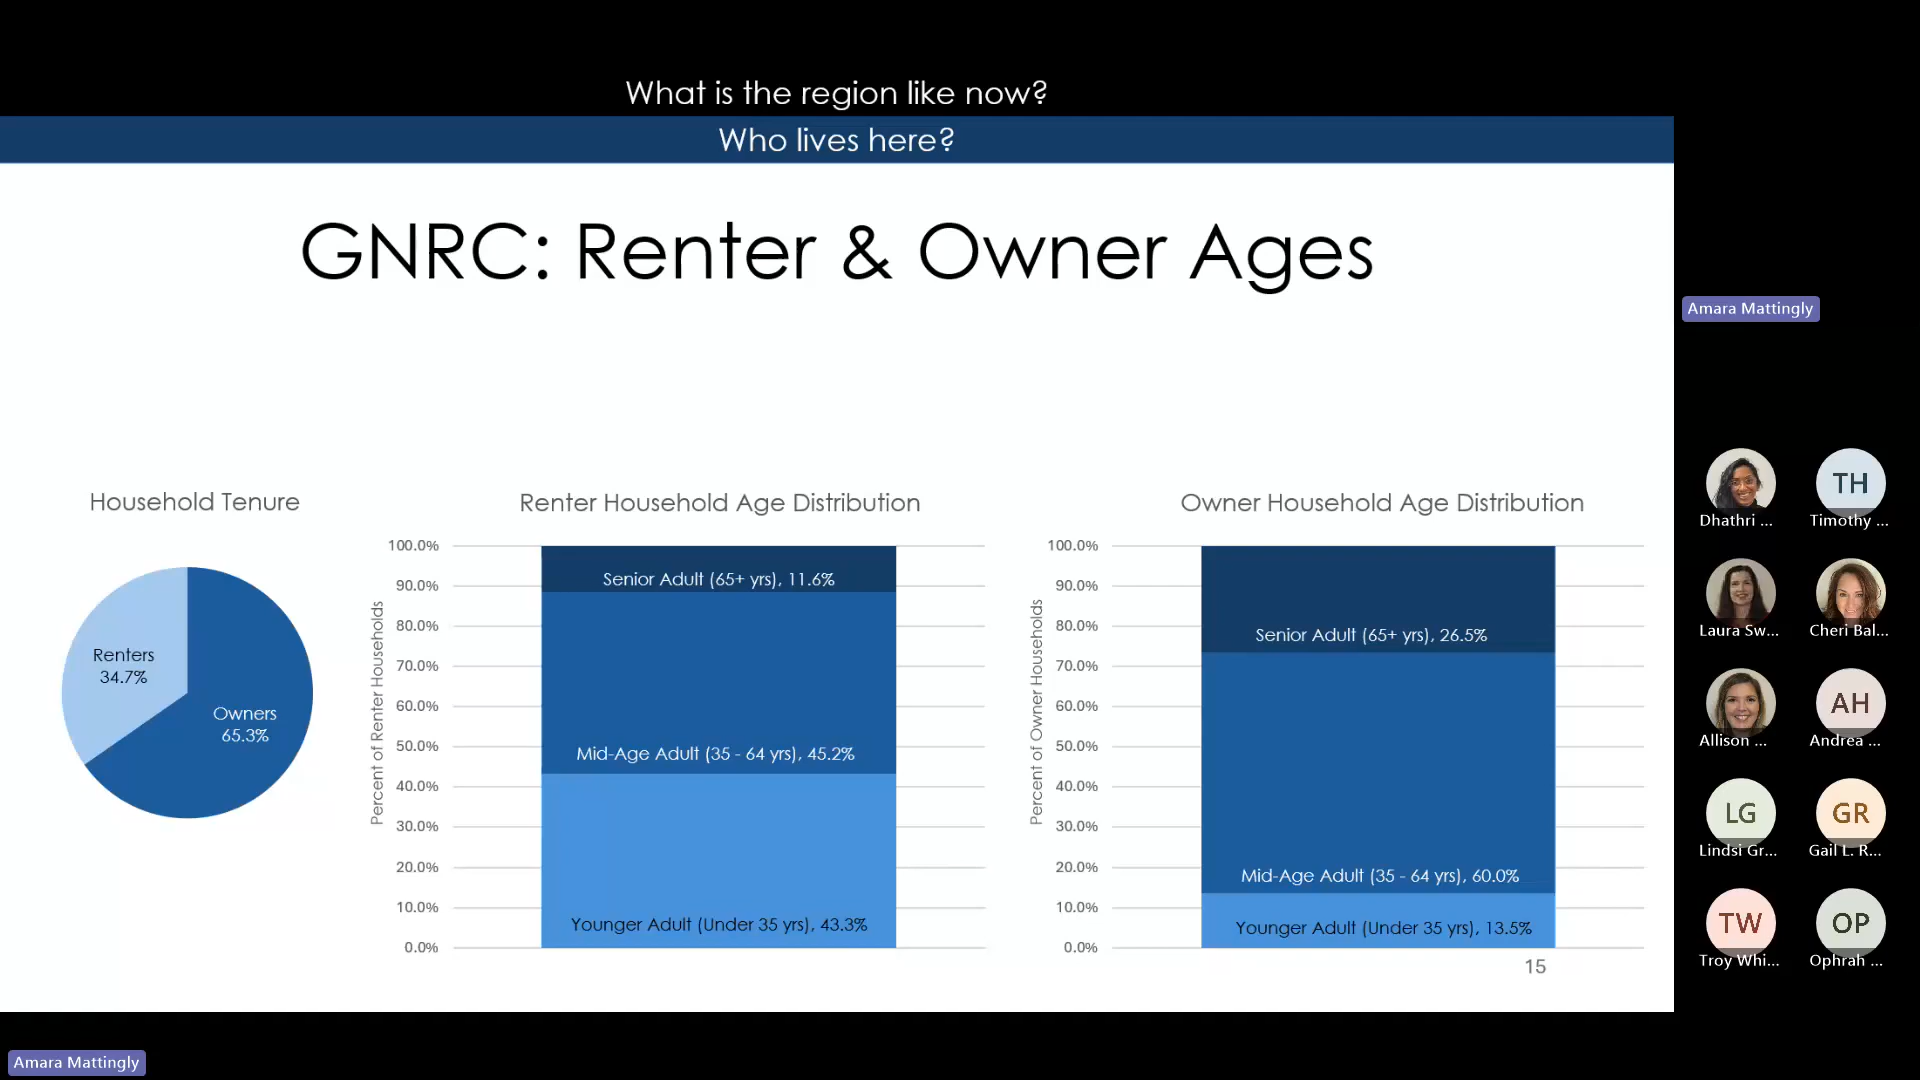 What is the region like now?
Who lives here?
GNRC: Renter & Owner Ages
Household Tenure
Renters
34.7%
Owners
65.3%
Renter Household Age Distribution
Percent of Renter Households
100.0%
90.0%
80.0%
70.0%
60.0%
50.0%
40.0%
30.0%
20.0%
10.0%
0.0%
Senior Adult (65+ yrs), 11.6%
Mid-Age Adult (35 - 64 yrs), 45.2%
Younger Adult (Under 35 yrs), 43.3%
Owner Household Age Distribution
Percent of Owner Households
100.0%
90.0%
80.0%
70.0%
60.0%
50.0%
40.0%
30.0%
20.0%
10.0%
0.0%
Senior Adult (65+ yrs), 26.5%
Mid-Age Adult (35 - 64 yrs), 60.0%
Younger Adult (Under 35 yrs), 13.5%
15
Amara Mattingly
Dhathri ...
TH
Timothy ...
Laura Sw...
Cheri Bal...
Allison ...
AH
Andrea ...
LG
Lindsi Gr...
GR
Gail L. R...
TW
Troy Whi...
OP
Ophrah ...
Amara Mattingly